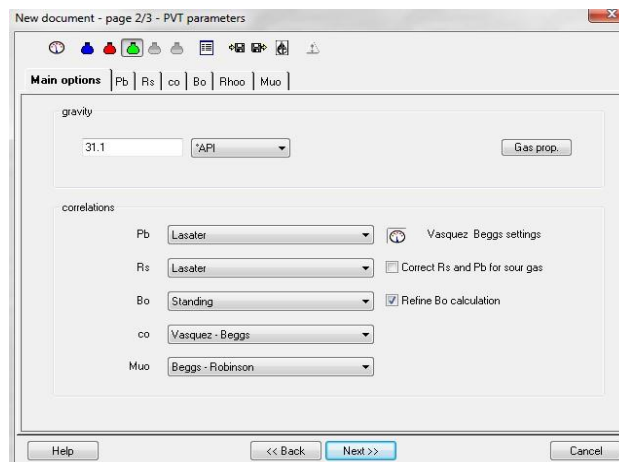 New document - page 2/3 - PVT parameters
Main options Pb Rs co Bo Rhoo Muo
gravity
31.1 °API Gas prop.
correlations
Pb Lasater Vasquez Beggs settings
Rs Lasater Correct Rs and Pb for sour gas
Bo Standing Refine Bo calculation
co Vasquez - Beggs
Muo Beggs - Robinson
Help << Back Next >> Cancel